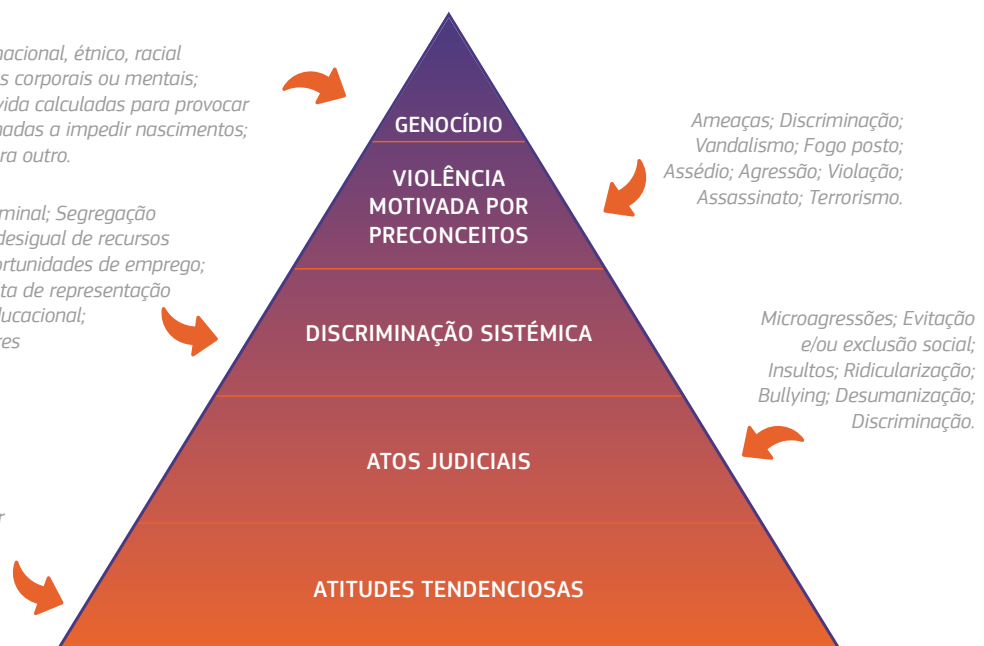 nacional, étnico, racial
s corporais ou mentais;
vida calculadas para provocar
nadas a impedir nascimentos;
ra outro.
GENOCÍDIO
Ameaças; Discriminação;
Vandalismo; Fogo posto;
Assédio; Agressão; Violação;
Assassinato; Terrorismo.
VIOLÊNCIA
MOTIVADA POR
PRECONCEITOS
minal; Segregação
desigual de recursos
ortunidades de emprego;
ta de representação
ducacional;
res
DISCRIMINAÇÃO SISTÉMICA
Microagressões; Evitação
e/ou exclusão social;
Insultos; Ridicularização;
Bullying; Desumanização;
Discriminação.
ATOS JUDICIAIS
r
ATITUDES TENDENCIOSAS